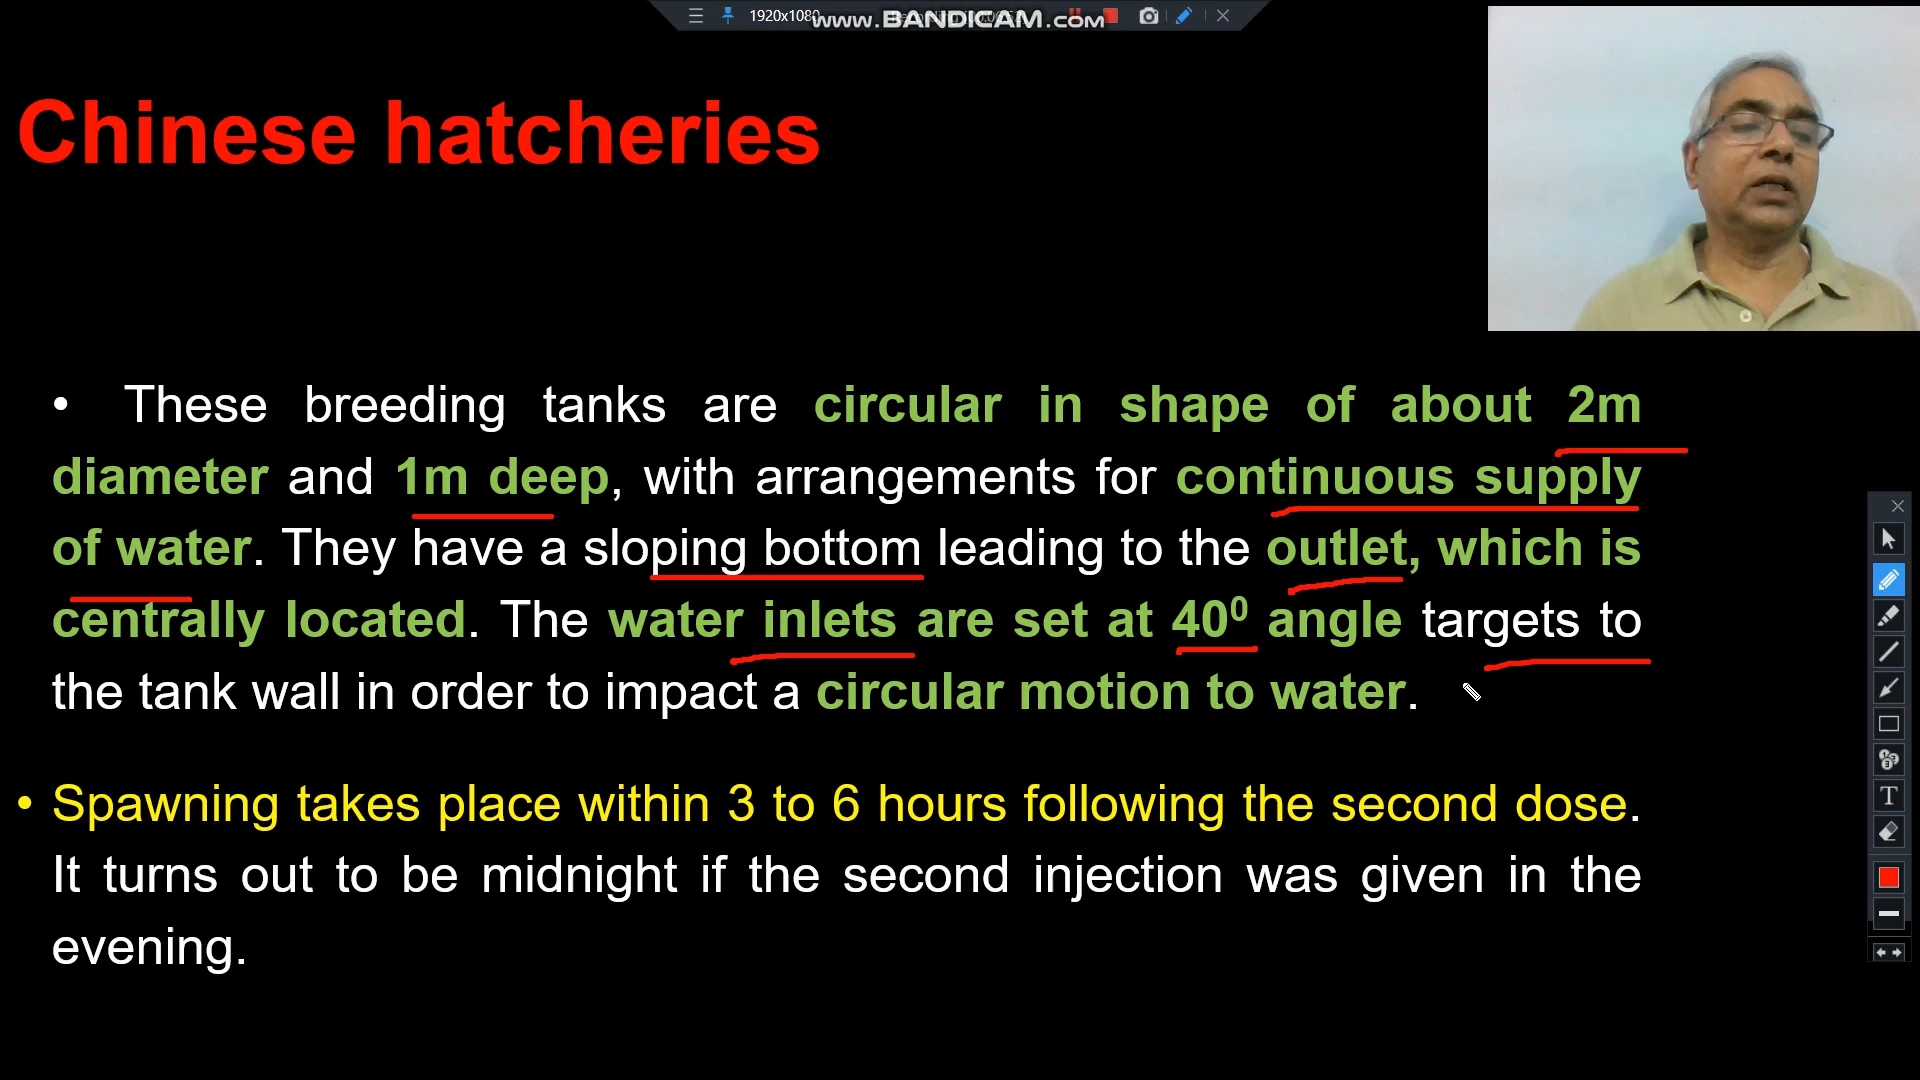 1920x1080
www.BANDICAM.com
Chinese hatcheries
• These breeding tanks are circular in shape of about 2m
diameter and 1m deep, with arrangements for continuous supply
of water. They have a sloping bottom leading to the outlet, which is
centrally located. The water inlets are set at 40⁰ angle targets to
the tank wall in order to impact a circular motion to water.
• Spawning takes place within 3 to 6 hours following the second dose.
It turns out to be midnight if the second injection was given in the
evening.
T